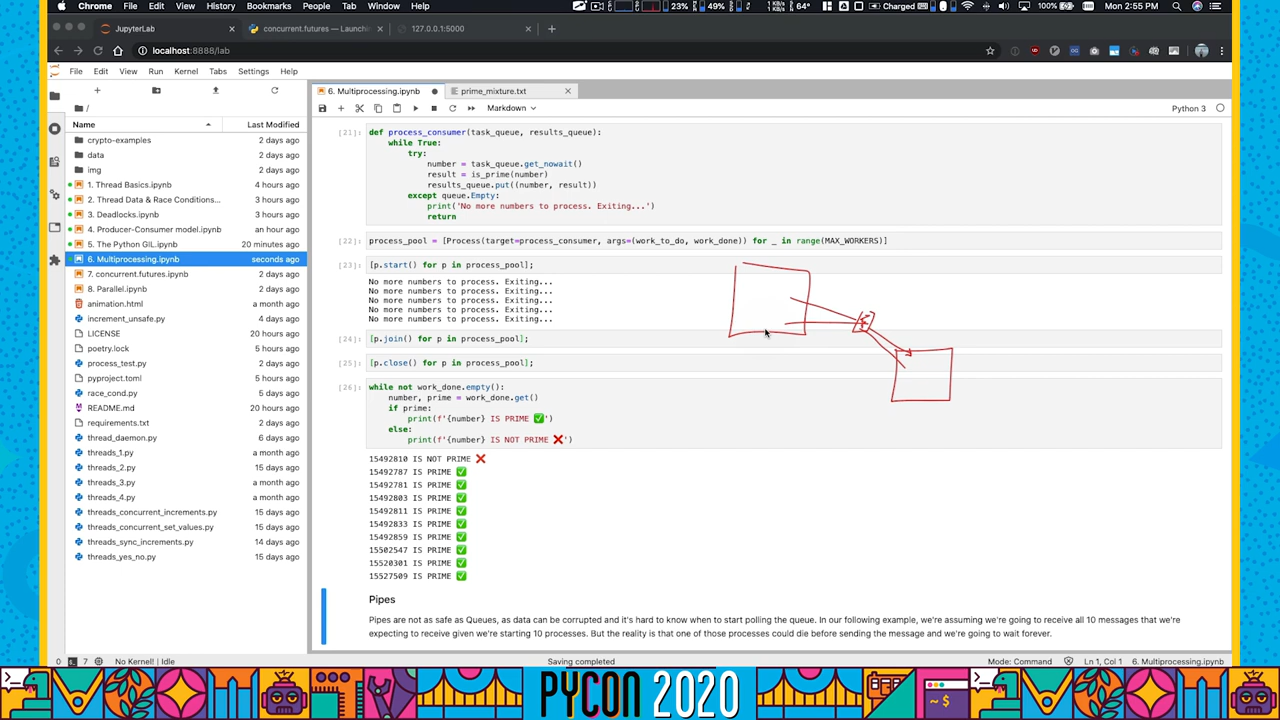 Chrome File Edit View History Bookmarks People Tab Window Help 23% 49% 64° Charged 100% Mon 2:55 PM
JupyterLab concurrent.futures — Launchi 127.0.0.1:5000
localhost:8888/lab
File Edit View Run Kernel Tabs Settings Help
6. Multiprocessing.ipynb prime_mixture.txt
/ Markdown Python 3
Name Last Modified
crypto-examples 2 days ago
data 2 days ago
img 2 days ago
1. Thread Basics.ipynb 4 hours ago
2. Thread Data & Race Conditions... 3 hours ago
3. Deadlocks.ipynb 3 hours ago
4. Producer-Consumer model.ipynb an hour ago
5. The Python GIL.ipynb 20 minutes ago
6. Multiprocessing.ipynb seconds ago
7. concurrent.futures.ipynb 2 days ago
8. Parallel.ipynb 2 days ago
animation.html a month ago
increment_unsafe.py 4 days ago
LICENSE 20 hours ago
poetry.lock 5 hours ago
process_test.py 2 days ago
pyproject.toml 5 hours ago
race_cond.py 2 days ago
README.md 20 hours ago
requirements.txt 2 days ago
thread_daemon.py 6 days ago
threads_1.py a month ago
threads_2.py 15 days ago
threads_3.py a month ago
threads_4.py a month ago
threads_concurrent_increments.py 15 days ago
threads_concurrent_set_values.py 15 days ago
threads_sync_increments.py 14 days ago
threads_yes_no.py 15 days ago
[21]: def process_consumer(task_queue, results_queue):
while True:
try:
number = task_queue.get_nowait()
result = is_prime(number)
results_queue.put((number, result))
except queue.Empty:
print('No more numbers to process. Exiting...')
return
[22]: process_pool = [Process(target=process_consumer, args=(work_to_do, work_done)) for _ in range(MAX_WORKERS)]
[23]: [p.start() for p in process_pool];
No more numbers to process. Exiting...
No more numbers to process. Exiting...
No more numbers to process. Exiting...
No more numbers to process. Exiting...
No more numbers to process. Exiting...
[24]: [p.join() for p in process_pool];
[25]: [p.close() for p in process_pool];
[26]: while not work_done.empty():
number, prime = work_done.get()
if prime:
print(f'{number} IS PRIME ✅')
else:
print(f'{number} IS NOT PRIME ❌')
15492810 IS NOT PRIME ❌
15492787 IS PRIME ✅
15492781 IS PRIME ✅
15492803 IS PRIME ✅
15492811 IS PRIME ✅
15492833 IS PRIME ✅
15492859 IS PRIME ✅
15502547 IS PRIME ✅
15520301 IS PRIME ✅
15527509 IS PRIME ✅
Pipes
Pipes are not as safe as Queues, as data can be corrupted and it's hard to know when to start polling the queue. In our following example, we're assuming we're going to receive all 10 messages that we're
expecting to receive given we're starting 10 processes. But the reality is that one of those processes could die before sending the message and we're going to wait forever.
0 7 No Kernel! | Idle Saving completed Mode: Command Ln 1, Col 1 6. Multiprocessing.ipynb
PYCON 2020